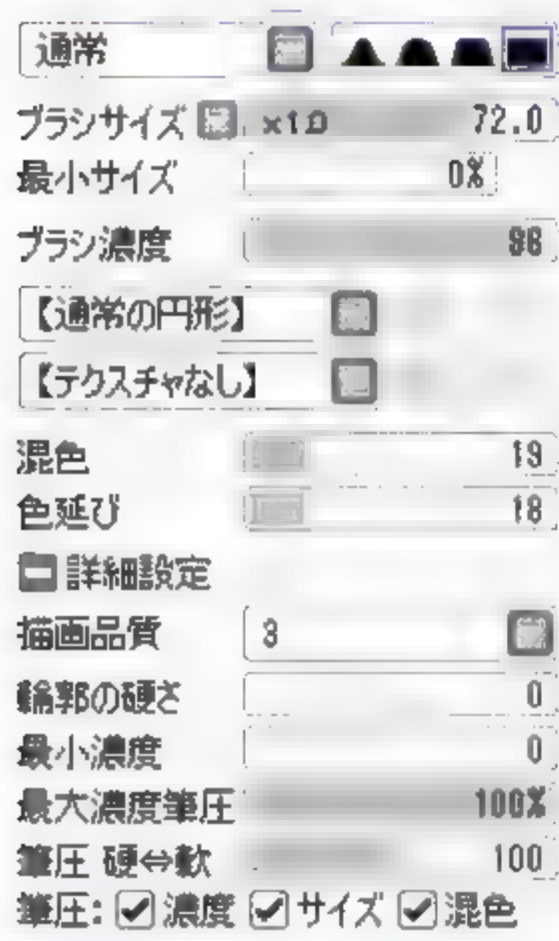 通常
ブラシサイズ ×1.0 72.0
最小サイズ 0%
ブラシ濃度 98
【通常の円形】
【テクスチャなし】
混色 19
色延び 18
詳細設定
描画品質 3
輪郭の硬さ 0
最小濃度 0
最大濃度筆圧 100%
筆圧 硬⇔軟 100
筆圧: 濃度 サイズ 混色